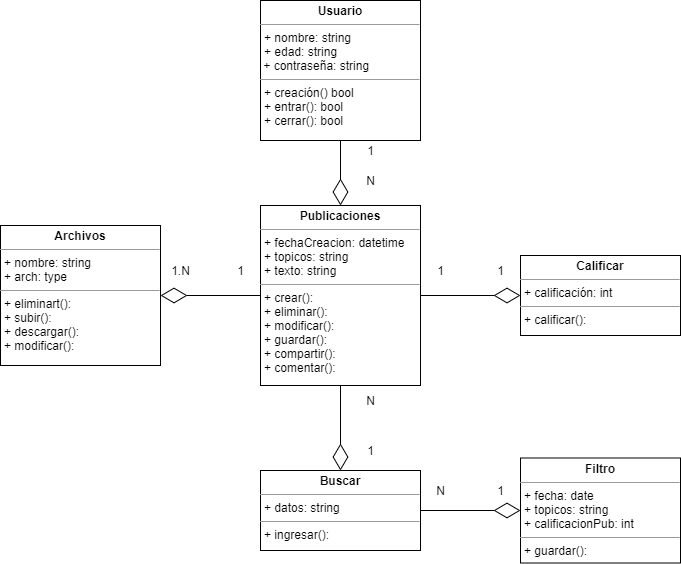 Usuario
+ nombre: string
+ edad: string
+ contraseña: string
+ creación() bool
+ entrar(): bool
+ cerrar(): bool
1
N
Publicaciones
+ fechaCreacion: datetime
+ topicos: string
+ texto: string
+ crear():
+ eliminar():
+ modificar():
+ guardar():
+ compartir():
+ comentar():
Archivos
+ nombre: string
+ arch: type
+ eliminart():
+ subir():
+ descargar():
+ modificar():
1.N
1
1
1
Calificar
+ calificación: int
+ calificar():
N
1
Buscar
+ datos: string
+ ingresar():
N
1
Filtro
+ fecha: date
+ topicos: string
+ calificacionPub: int
+ guardar():